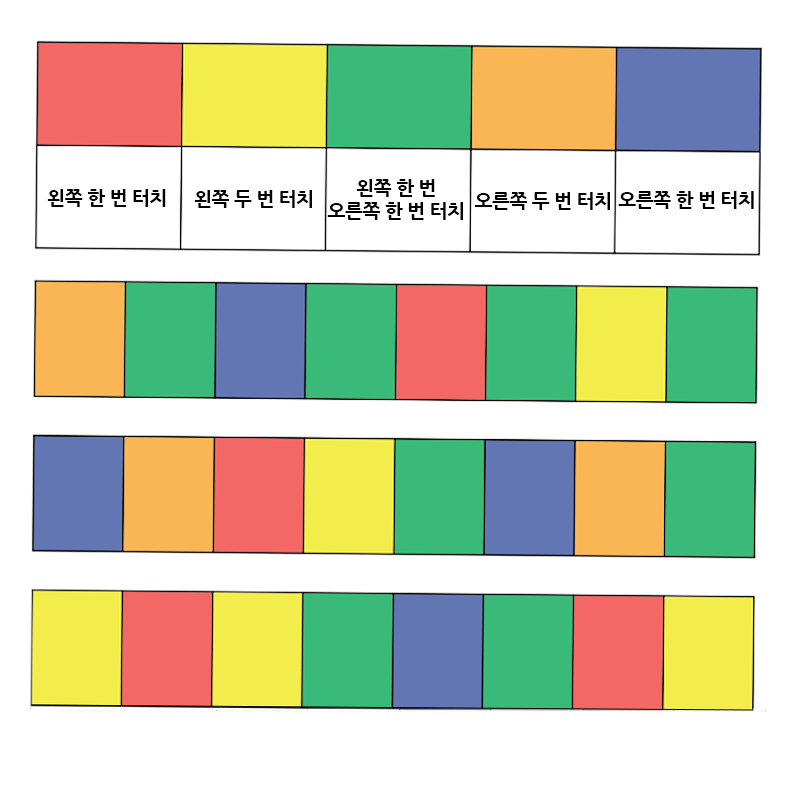 왼쪽 한 번 터치
왼쪽 두 번 터치
왼쪽 한 번
오른쪽 한 번 터치
오른쪽 두 번 터치
오른쪽 한 번 터치